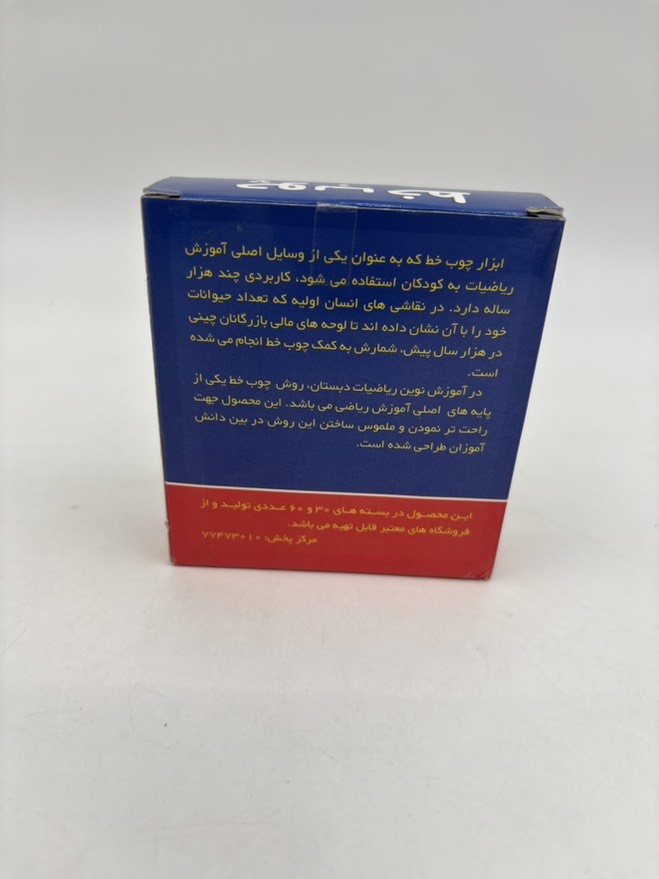 چوب خط
ابزار چوب خط که به عنوان یکی از وسایل اصلی آموزش
ریاضیات به کودکان استفاده می شود، کاربردی چند هزار
ساله دارد. در نقاشی های انسان اولیه که تعداد حیوانات
خود را با آن نشان داده اند تا لوحه های مالی بازرگانان چینی
در هزار سال پیش، شمارش به کمک چوب خط انجام می شده
است.
در آموزش نوین ریاضیات دبستان، روش چوب خط یکی از
پایه های اصلی آموزش ریاضی می باشد. این محصول جهت
راحت تر نمودن و ملموس ساختن این روش در بین دانش
آموزان طراحی شده است.
این محصول در بسته های ۳۰ و ۶۰ عددی تولید و از
فروشگاه های معتبر قابل تهیه می باشد.
مرکز پخش: ۷۷۴۷۳۰۱۰